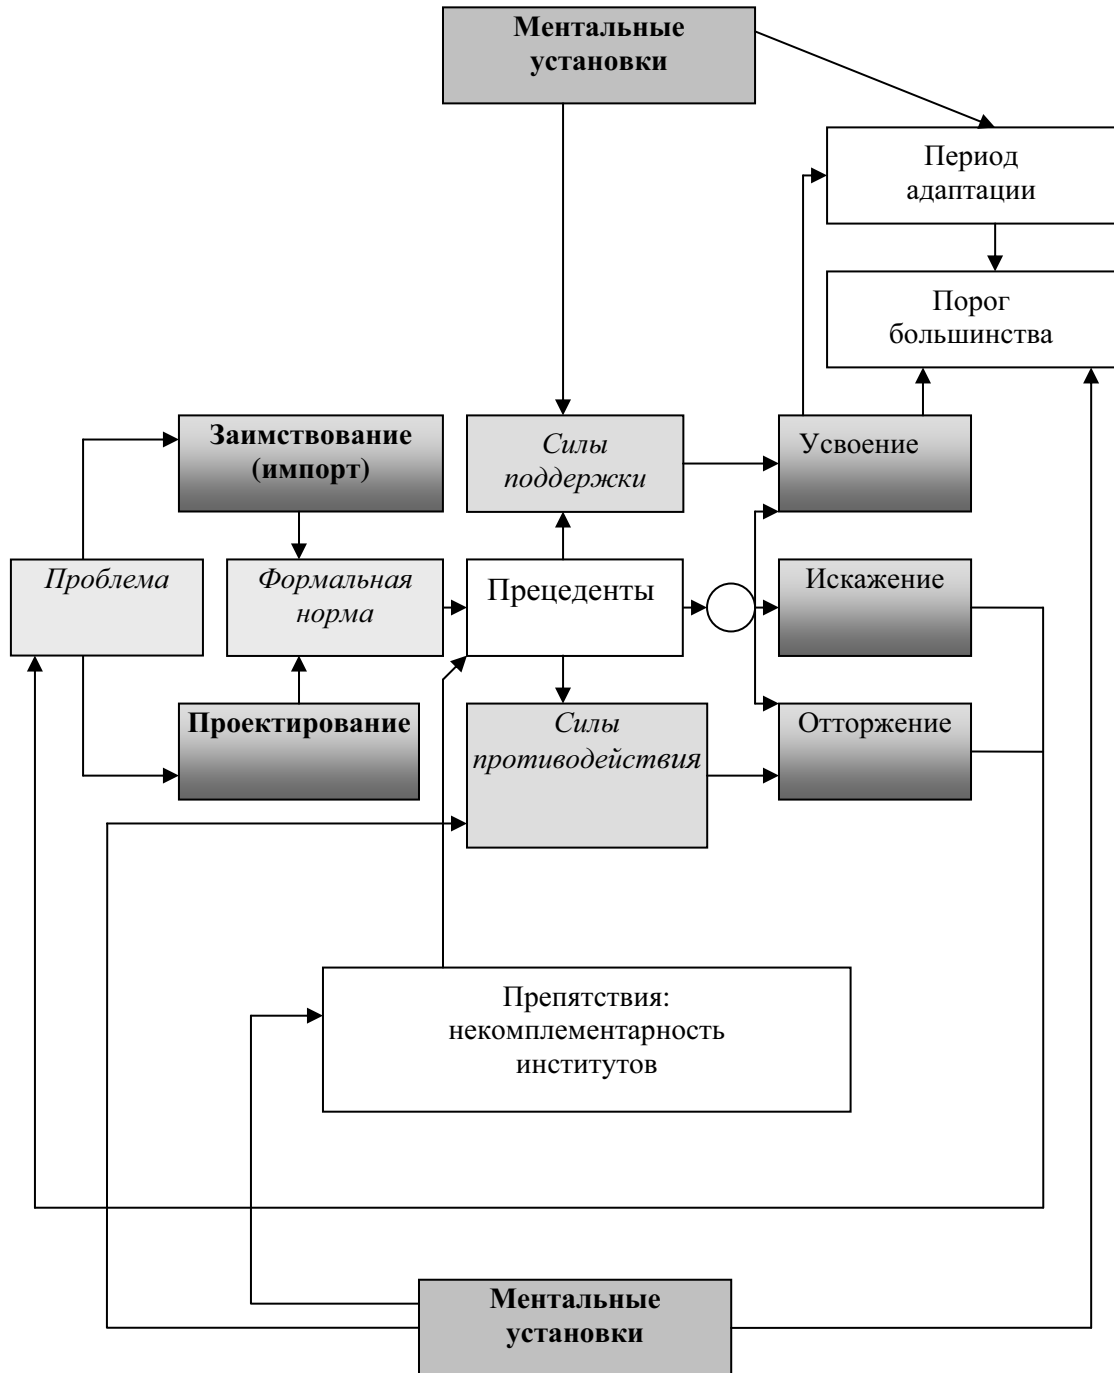 Ментальные
установки
Период
адаптации
Порог
большинства
Заимствование
(импорт)
Силы
поддержки
Усвоение
Проблема
Формальная
норма
Прецеденты
Искажение
Проектирование
Силы
противодействия
Отторжение
Препятствия:
некомплементарность
институтов
Ментальные
установки